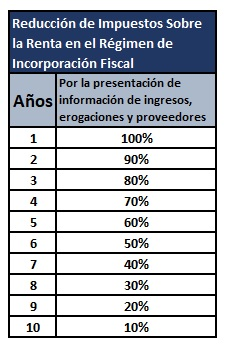 Reducción de Impuestos Sobre
la Renta en el Régimen de
Incorporación Fiscal
Años
Por la presentación de
información de ingresos,
erogaciones y proveedores
1 100%
2 90%
3 80%
4 70%
5 60%
6 50%
7 40%
8 30%
9 20%
10 10%